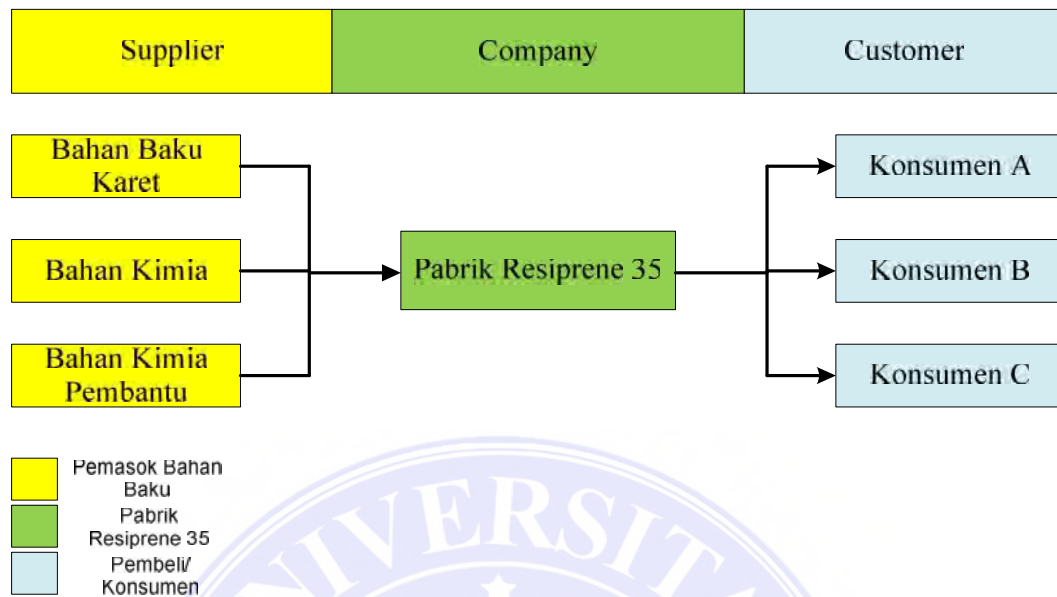 Supplier
Company
Customer
Bahan Baku
Karet
Konsumen A
Bahan Kimia
Pabrik Resiprene 35
Konsumen B
Bahan Kimia
Pembantu
Konsumen C
Pemasok Bahan
Baku
Pabrik
Resiprene 35
Pembeli/
Konsumen